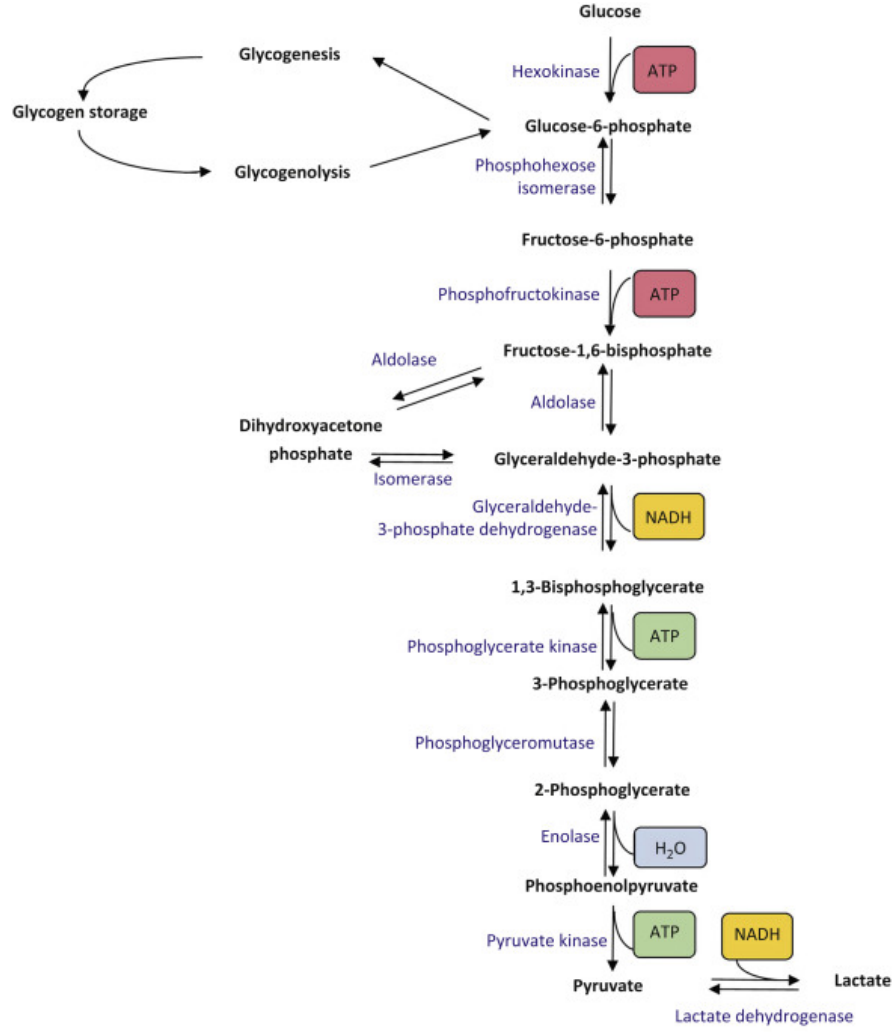 Glucose
Glycogenesis
Hexokinase
ATP
Glycogen storage
Glucose-6-phosphate
Glycogenolysis
Phosphohexose
isomerase
Fructose-6-phosphate
Phosphofructokinase
ATP
Fructose-1,6-bisphosphate
Aldolase
Aldolase
Dihydroxyacetone
phosphate
Glyceraldehyde-3-phosphate
Isomerase
Glyceraldehyde-
3-phosphate dehydrogenase
NADH
1,3-Bisphosphoglycerate
Phosphoglycerate kinase
ATP
3-Phosphoglycerate
Phosphoglyceromutase
2-Phosphoglycerate
Enolase
H₂O
Phosphoenolpyruvate
Pyruvate kinase
ATP
NADH
Pyruvate
Lactate
Lactate dehydrogenase